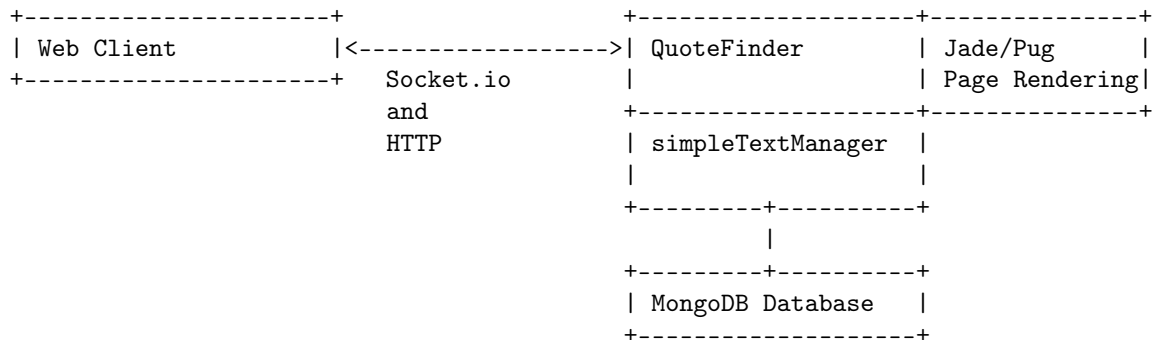 +----------------------+                    +--------------------+---------------+
| Web Client           |<------------------>| QuoteFinder        | Jade/Pug      |
+----------------------+   Socket.io        |                    | Page Rendering|
                           and              +--------------------+---------------+
                           HTTP             | simpleTextManager  |
                                            |                    |
                                            +---------+----------+
                                                      |
                                            +---------+----------+
                                            | MongoDB Database   |
                                            +--------------------+